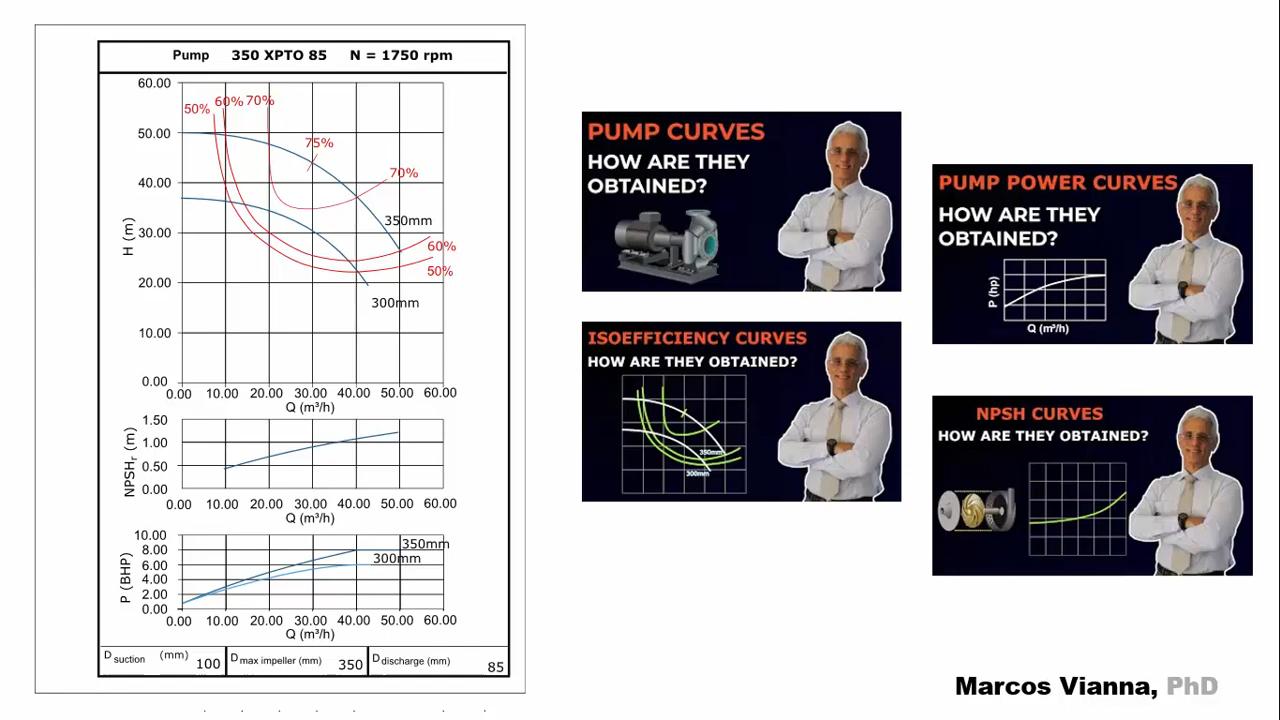 Pump 350 XPTO 85 N = 1750 rpm
60.00
50% 60% 70%
50.00
75%
40.00
70%
350mm
H (m)
30.00
60%
50%
20.00
300mm
10.00
0.00
0.00 10.00 20.00 30.00 40.00 50.00 60.00
Q (m³/h)
1.50
1.00
NPSHr (m)
0.50
0.00
0.00 10.00 20.00 30.00 40.00 50.00 60.00
Q (m³/h)
10.00
350mm
8.00
300mm
P (BHP)
6.00
4.00
2.00
0.00
0.00 10.00 20.00 30.00 40.00 50.00 60.00
Q (m³/h)
D suction (mm) 100
D max impeller (mm) 350
D discharge (mm) 85
PUMP CURVES
HOW ARE THEY
OBTAINED?
PUMP POWER CURVES
HOW ARE THEY
OBTAINED?
P (hp)
Q (m³/h)
ISOEFFICIENCY CURVES
HOW ARE THEY OBTAINED?
350mm
300mm
NPSH CURVES
HOW ARE THEY OBTAINED?
Marcos Vianna, PhD